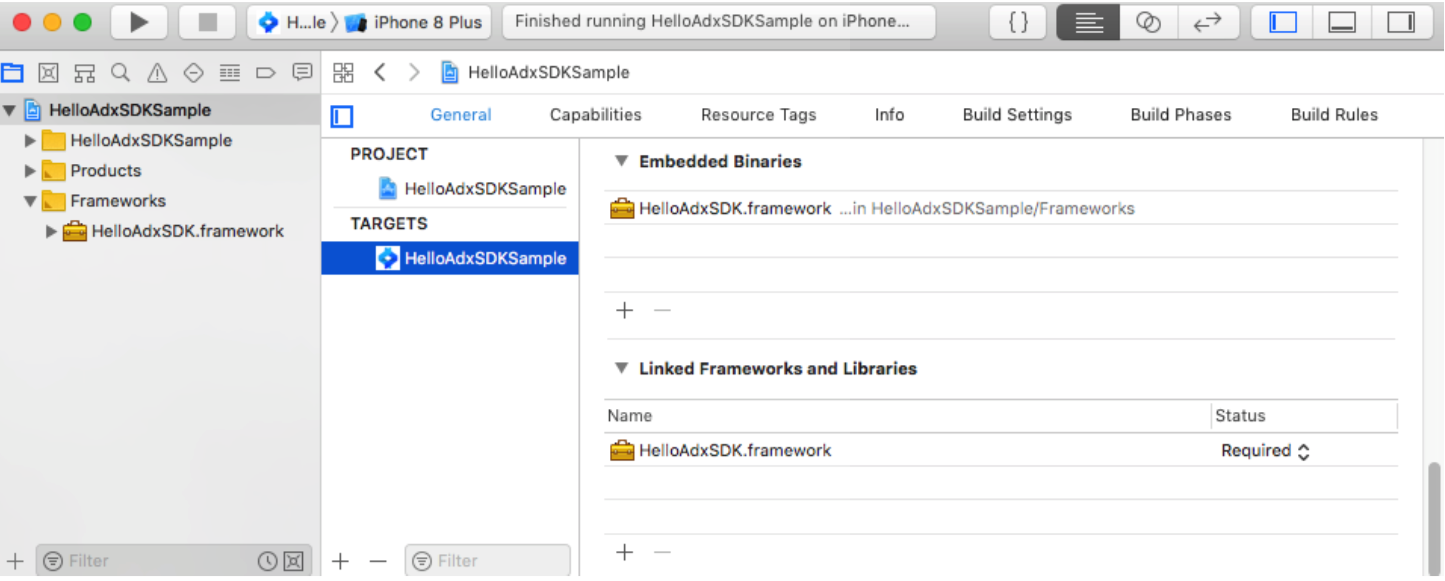 H...le iPhone 8 Plus Finished running HelloAdxSDKSample on iPhone... { }
HelloAdxSDKSample
HelloAdxSDKSample
HelloAdxSDKSample
Products
Frameworks
HelloAdxSDK.framework
Filter
General Capabilities Resource Tags Info Build Settings Build Phases Build Rules
PROJECT
HelloAdxSDKSample
TARGETS
HelloAdxSDKSample
Filter
Embedded Binaries
HelloAdxSDK.framework ...in HelloAdxSDKSample/Frameworks
Linked Frameworks and Libraries
Name Status
HelloAdxSDK.framework Required